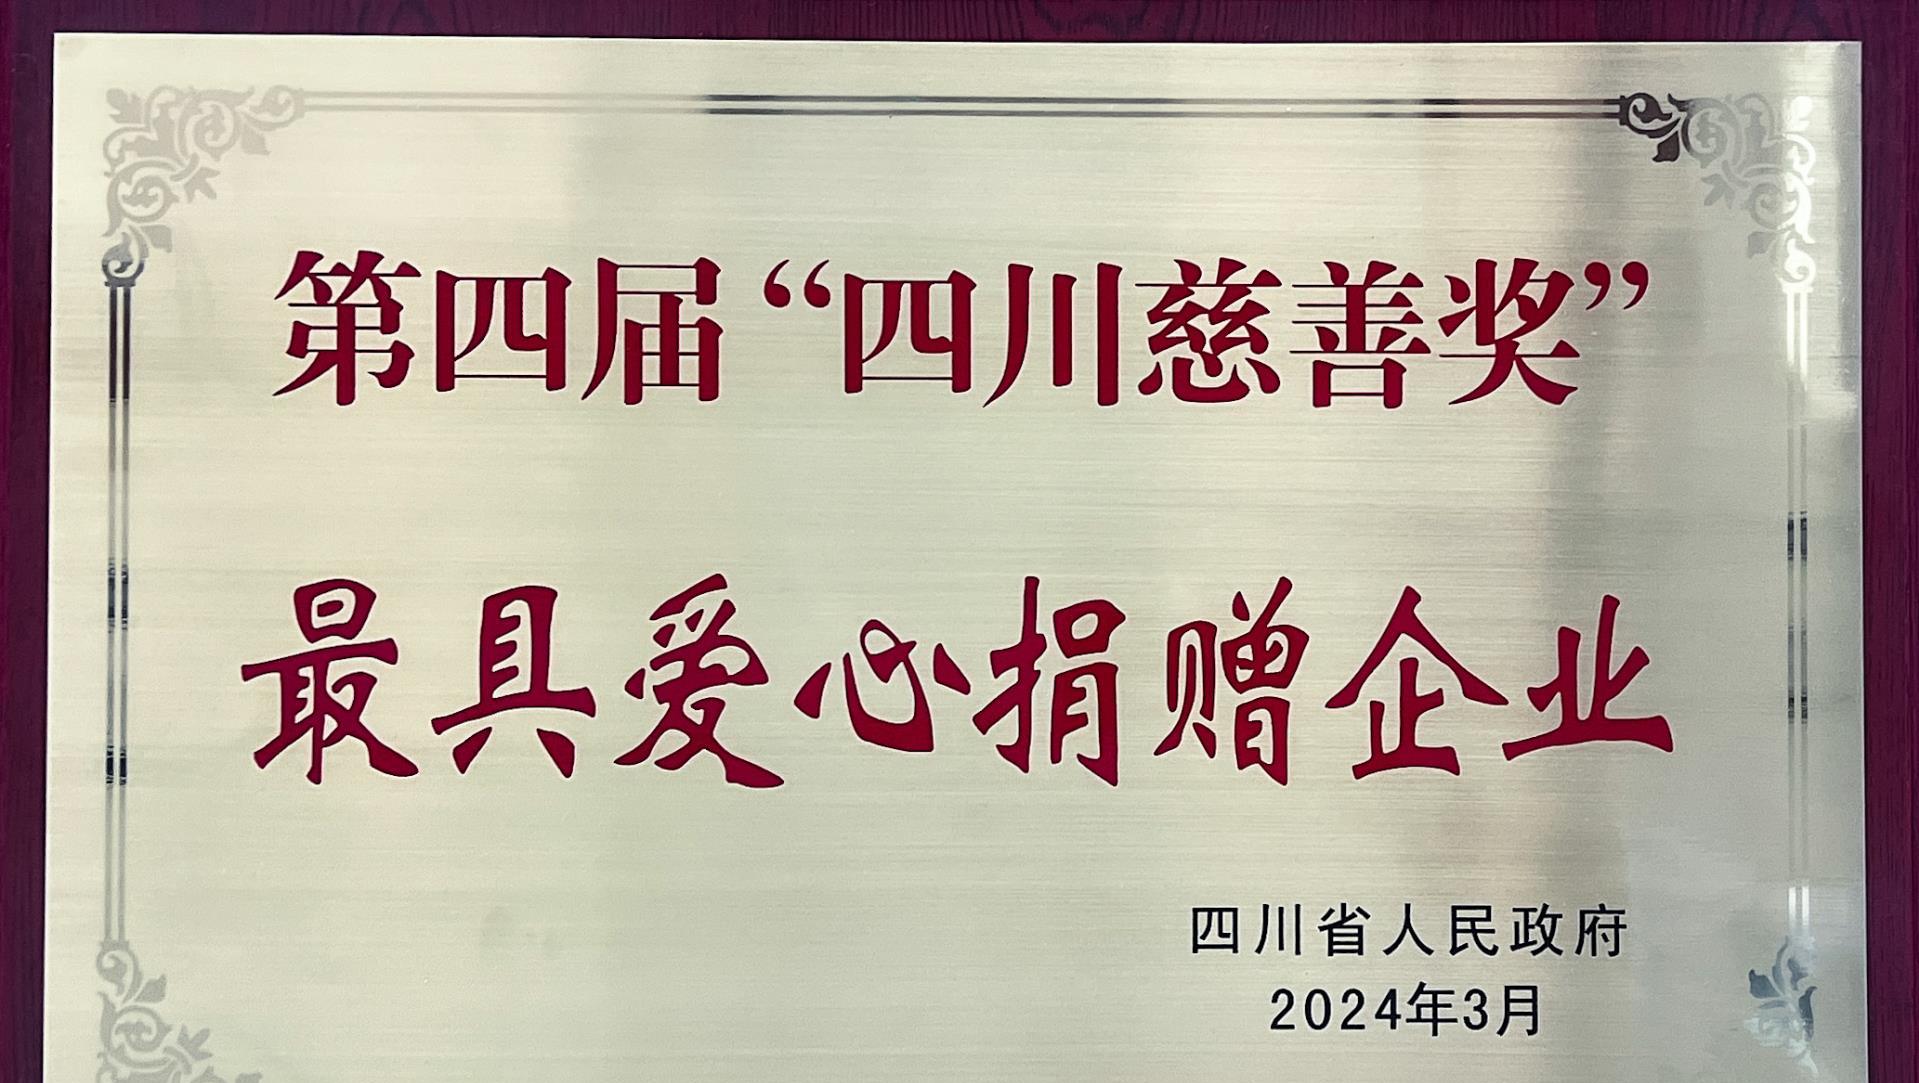 第四届“四川慈善奖”
最具爱心捐赠企业
四川省人民政府
2024年3月